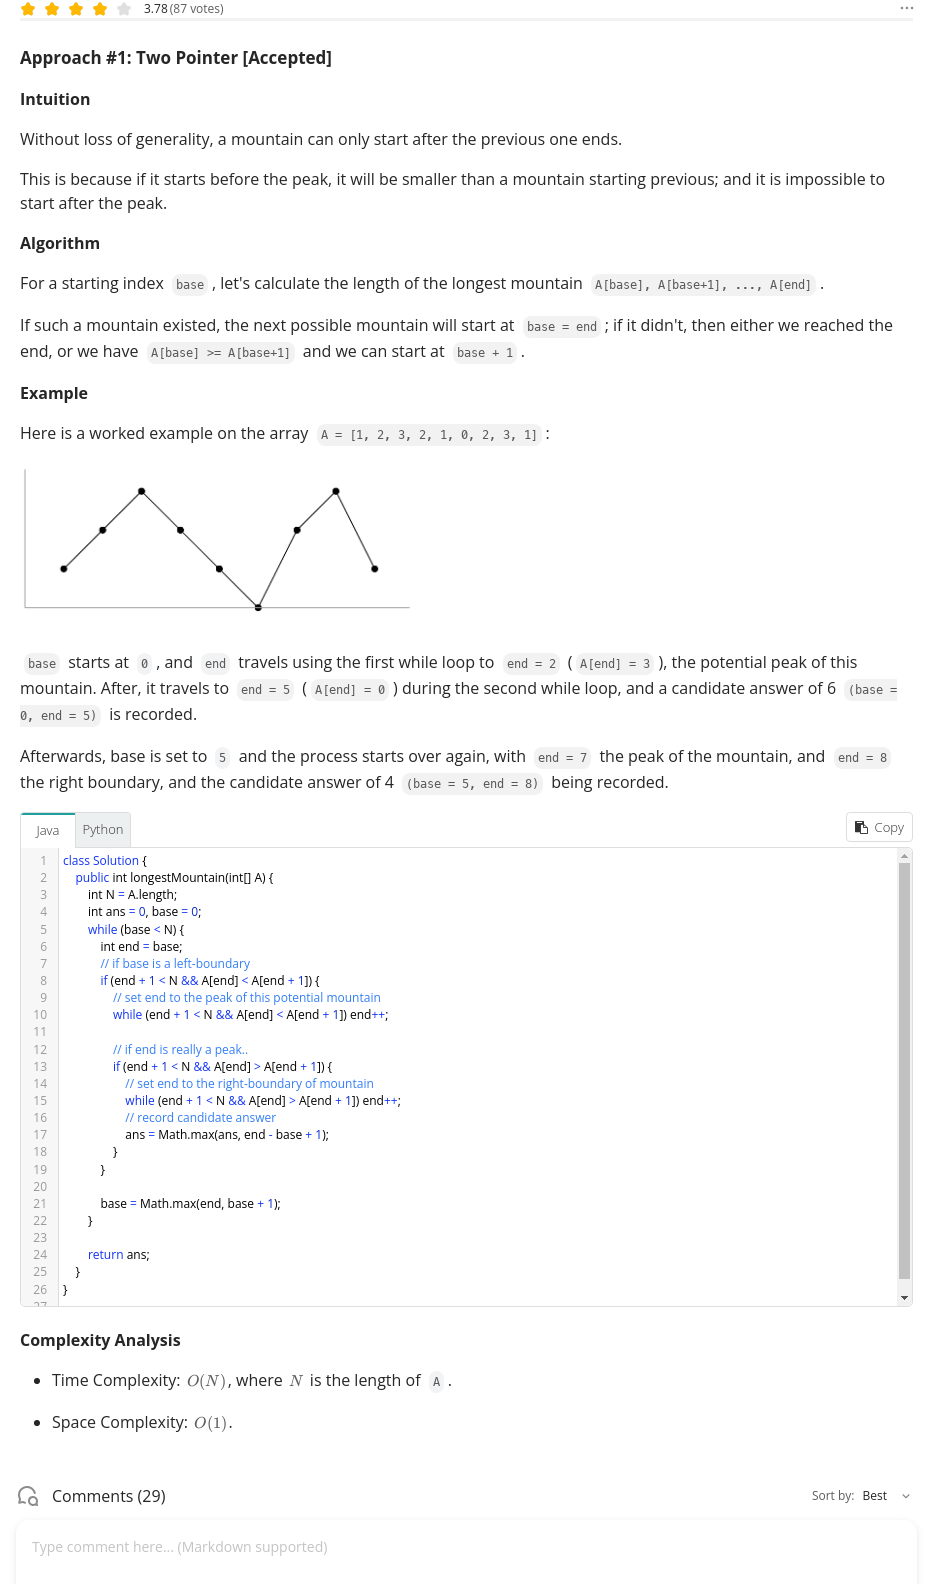 3.78(87 votes)
Approach #1: Two Pointer [Accepted]
Intuition
Without loss of generality, a mountain can only start after the previous one ends.
This is because if it starts before the peak, it will be smaller than a mountain starting previous; and it is impossible to
start after the peak.
Algorithm
For a starting index base , let's calculate the length of the longest mountain A[base], A[base+1], ..., A[end] .
If such a mountain existed, the next possible mountain will start at base = end ; if it didn't, then either we reached the
end, or we have A[base] >= A[base+1] and we can start at base + 1 .
Example
Here is a worked example on the array A = [1, 2, 3, 2, 1, 0, 2, 3, 1] :
base starts at 0 , and end travels using the first while loop to end = 2 ( A[end] = 3 ), the potential peak of this
mountain. After, it travels to end = 5 ( A[end] = 0 ) during the second while loop, and a candidate answer of 6 (base =
0, end = 5) is recorded.
Afterwards, base is set to 5 and the process starts over again, with end = 7 the peak of the mountain, and end = 8
the right boundary, and the candidate answer of 4 (base = 5, end = 8) being recorded.
Java Python Copy
1 class Solution {
2 public int longestMountain(int[] A) {
3 int N = A.length;
4 int ans = 0, base = 0;
5 while (base < N) {
6 int end = base;
7 // if base is a left-boundary
8 if (end + 1 < N && A[end] < A[end + 1]) {
9 // set end to the peak of this potential mountain
10 while (end + 1 < N && A[end] < A[end + 1]) end++;
11
12 // if end is really a peak..
13 if (end + 1 < N && A[end] > A[end + 1]) {
14 // set end to the right-boundary of mountain
15 while (end + 1 < N && A[end] > A[end + 1]) end++;
16 // record candidate answer
17 ans = Math.max(ans, end - base + 1);
18 }
19 }
20
21 base = Math.max(end, base + 1);
22 }
23
24 return ans;
25 }
26 }
27
Complexity Analysis
• Time Complexity: O(N), where N is the length of A .
• Space Complexity: O(1).
Comments (29) Sort by: Best
Type comment here... (Markdown supported)